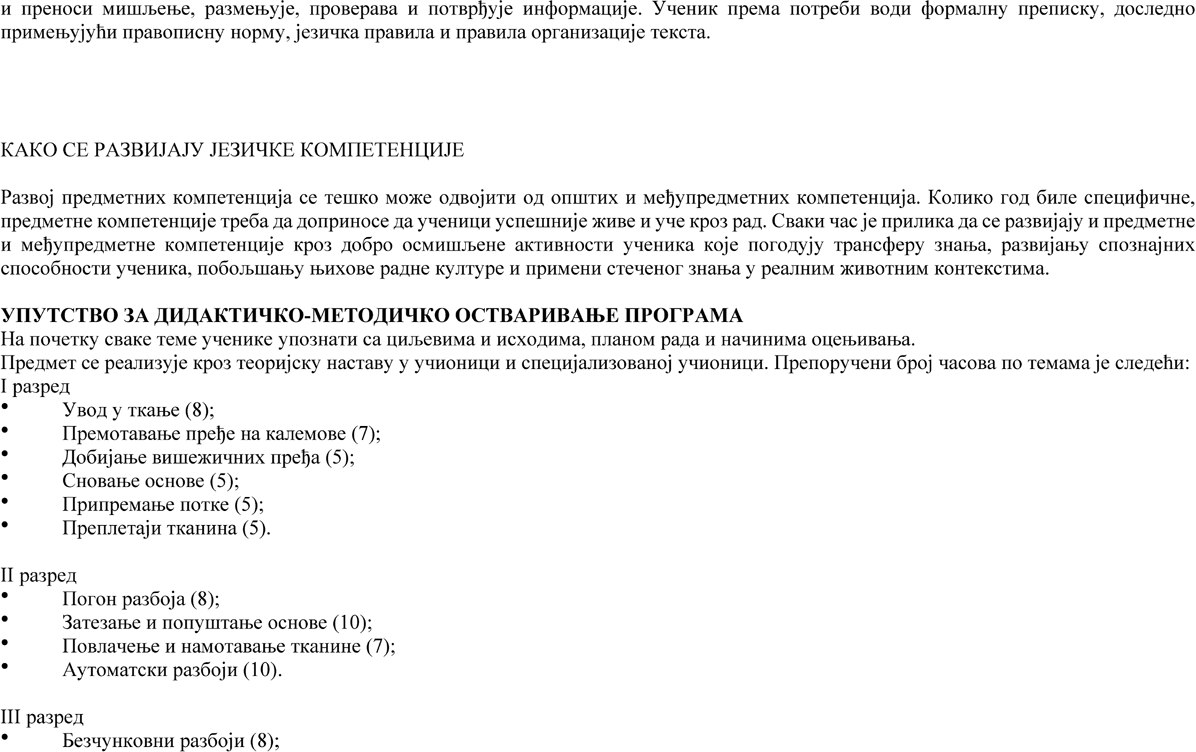 и преноси мишљење, размењује, проверава и потврђује информације. Ученик према потреби води формалну преписку, доследно
примењујући правописну норму, језичка правила и правила организације текста.
КАКО СЕ РАЗВИЈАЈУ ЈЕЗИЧКЕ КОМПЕТЕНЦИЈЕ
Развој предметних компетенција се тешко може одвојити од општих и међупредметних компетенција. Колико год биле специфичне,
предметне компетенције треба да доприносе да ученици успешније живе и уче кроз рад. Сваки час је прилика да се развијају и предметне
и међупредметне компетенције кроз добро осмишљене активности ученика које погодују трансферу знања, развијању спознајних
способности ученика, побољшању њихове радне културе и примени стеченог знања у реалним животним контекстима.
УПУТСТВО ЗА ДИДАКТИЧКО-МЕТОДИЧКО ОСТВАРИВАЊЕ ПРОГРАМА
На почетку сваке теме ученике упознати са циљевима и исходима, планом рада и начинима оцењивања.
Предмет се реализује кроз теоријску наставу у учионици и специјализованој учионици. Препоручени број часова по темама је следећи:
I разред
• Увод у ткање (8);
• Премотавање пређе на калемове (7);
• Добијање вишежичних пређа (5);
• Сновање основе (5);
• Припремање потке (5);
• Преплетаји тканина (5).
II разред
• Погон разбоја (8);
• Затезање и попуштање основе (10);
• Повлачење и намотавање тканине (7);
• Аутоматски разбоји (10).
III разред
• Безчунковни разбоји (8);